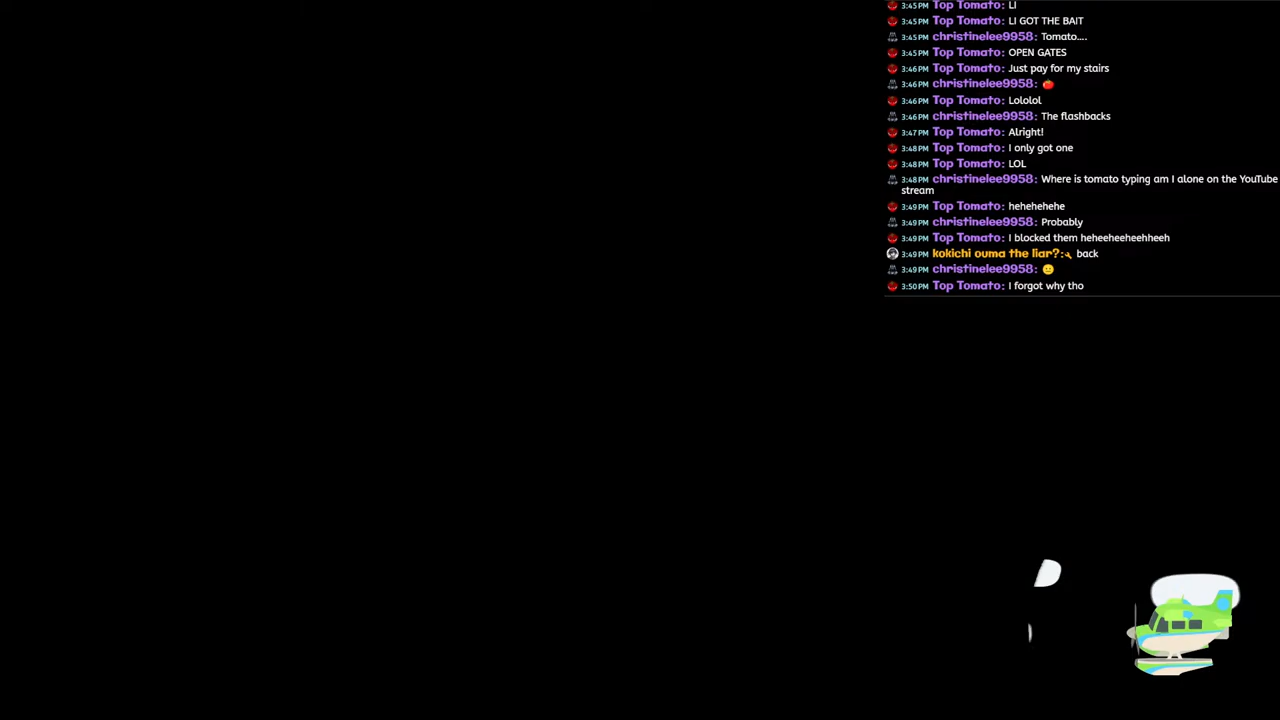 3:45 PM Top Tomato: LI
3:45 PM Top Tomato: LI GOT THE BAIT
3:45 PM christinelee9958: Tomato....
3:45 PM Top Tomato: OPEN GATES
3:46 PM Top Tomato: Just pay for my stairs
3:46 PM christinelee9958: 🍅
3:46 PM Top Tomato: Lololol
3:46 PM christinelee9958: The flashbacks
3:47 PM Top Tomato: Alright!
3:48 PM Top Tomato: I only got one
3:48 PM Top Tomato: LOL
3:48 PM christinelee9958: Where is tomato typing am I alone on the YouTube
stream
3:49 PM Top Tomato: hehehehehe
3:49 PM christinelee9958: Probably
3:49 PM Top Tomato: I blocked them heheeheeheehheeh
3:49 PM kokichi ouma the liar?: back
3:49 PM christinelee9958: 😐
3:50 PM Top Tomato: I forgot why tho